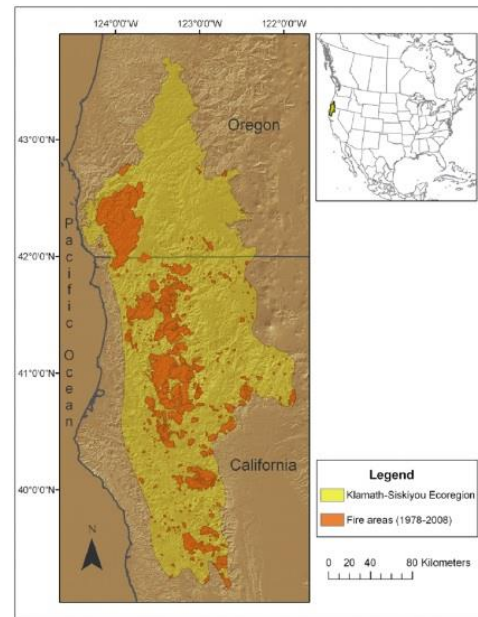 124°0'0"W 123°0'0"W 122°0'0"W
43°0'0"N
42°0'0"N
41°0'0"N
40°0'0"N
Oregon
Pacific Ocean
California
N
Legend
Klamath-Siskiyou Ecoregion
Fire areas (1978-2008)
0 20 40 80 Kilometers